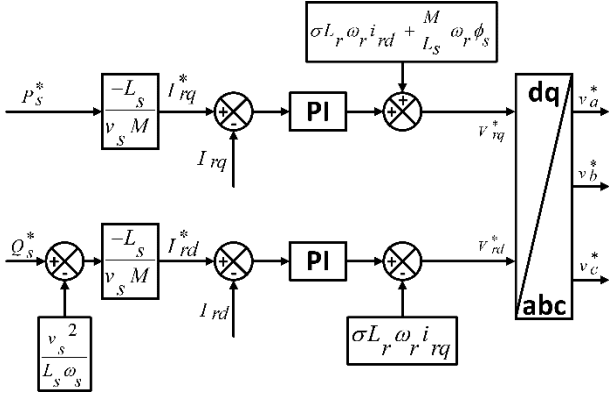 σL_r ω_r i_rd + M/L_s ω_r ϕ_s
P_s^* −L_s/v_s M I_rq^* + - PI + + V_rq^* dq v_a^*
I_rq
v_b^*
Q_s^* + - −L_s/v_s M I_rd^* + - PI + - V_rd^* abc v_c^*
I_rd
v_s^2/L_s ω_s
σL_r ω_r i_rq